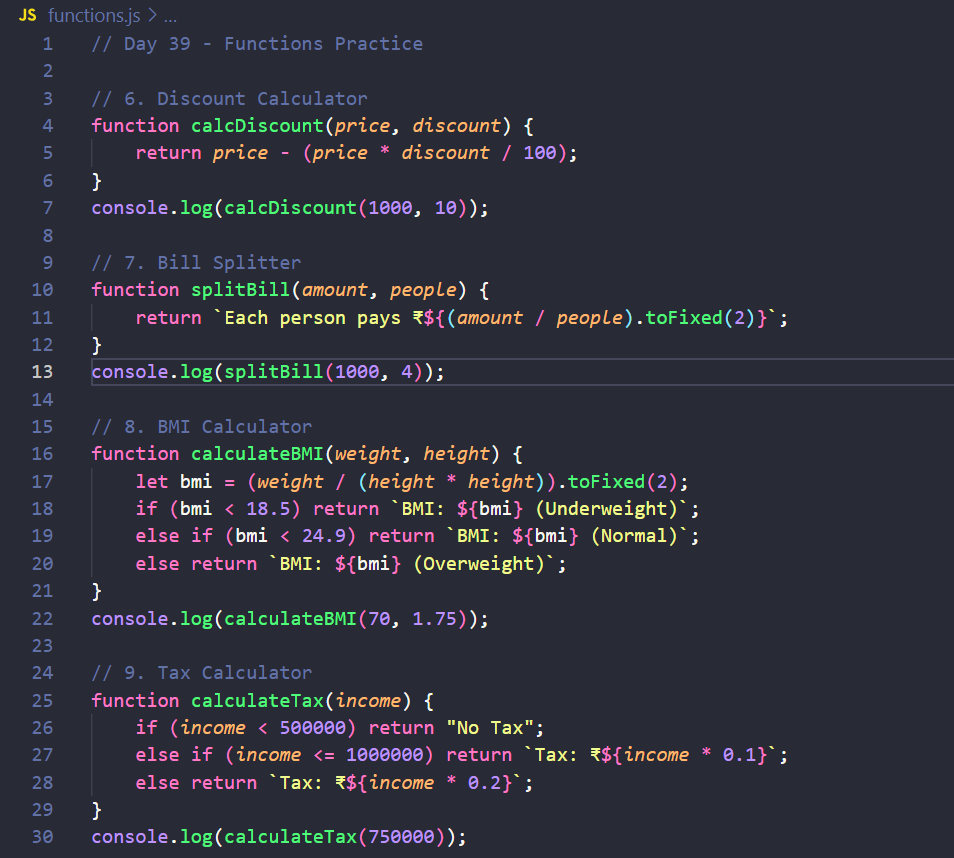 JS functions.js > ...
1 // Day 39 - Functions Practice
2
3 // 6. Discount Calculator
4 function calcDiscount(price, discount) {
5     return price - (price * discount / 100);
6 }
7 console.log(calcDiscount(1000, 10));
8
9 // 7. Bill Splitter
10 function splitBill(amount, people) {
11     return `Each person pays ₹${(amount / people).toFixed(2)}`;
12 }
13 console.log(splitBill(1000, 4));
14
15 // 8. BMI Calculator
16 function calculateBMI(weight, height) {
17     let bmi = (weight / (height * height)).toFixed(2);
18     if (bmi < 18.5) return `BMI: ${bmi} (Underweight)`;
19     else if (bmi < 24.9) return `BMI: ${bmi} (Normal)`;
20     else return `BMI: ${bmi} (Overweight)`;
21 }
22 console.log(calculateBMI(70, 1.75));
23
24 // 9. Tax Calculator
25 function calculateTax(income) {
26     if (income < 500000) return "No Tax";
27     else if (income <= 1000000) return `Tax: ₹${income * 0.1}`;
28     else return `Tax: ₹${income * 0.2}`;
29 }
30 console.log(calculateTax(750000));